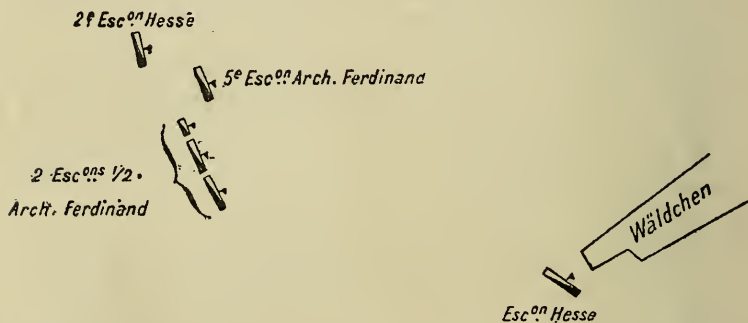 2e Escon Hesse
5e Escon Arch. Ferdinand
2 Escons 1/2
Arch. Ferdinand
Wäldchen
Escon Hesse